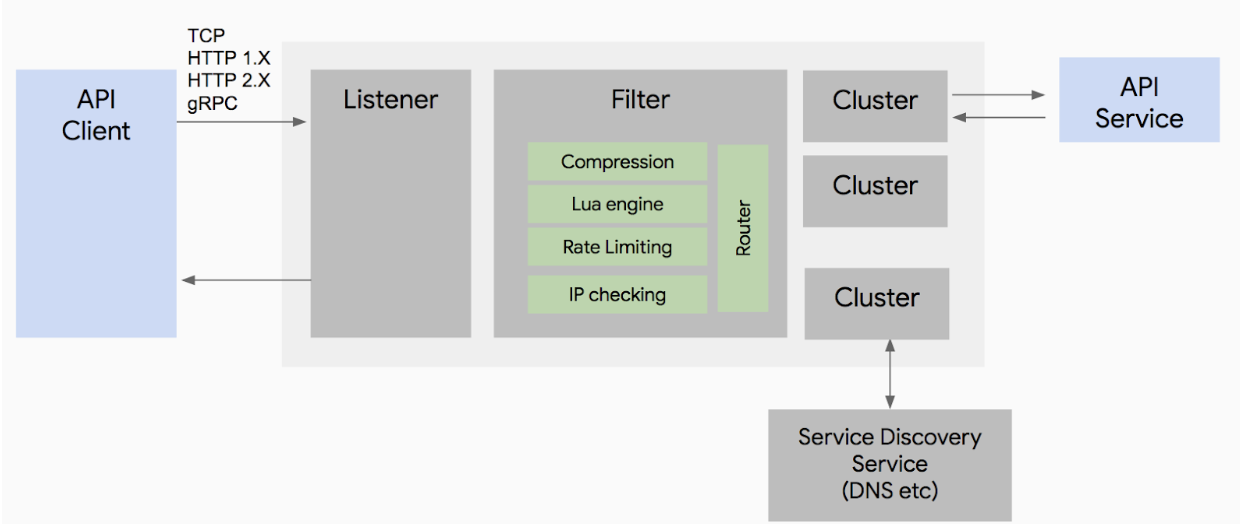 TCP
HTTP 1.X
HTTP 2.X
gRPC
API
Client
Listener
Filter
Compression
Lua engine
Rate Limiting
IP checking
Router
Cluster
Cluster
Cluster
API
Service
Service Discovery
Service
(DNS etc)